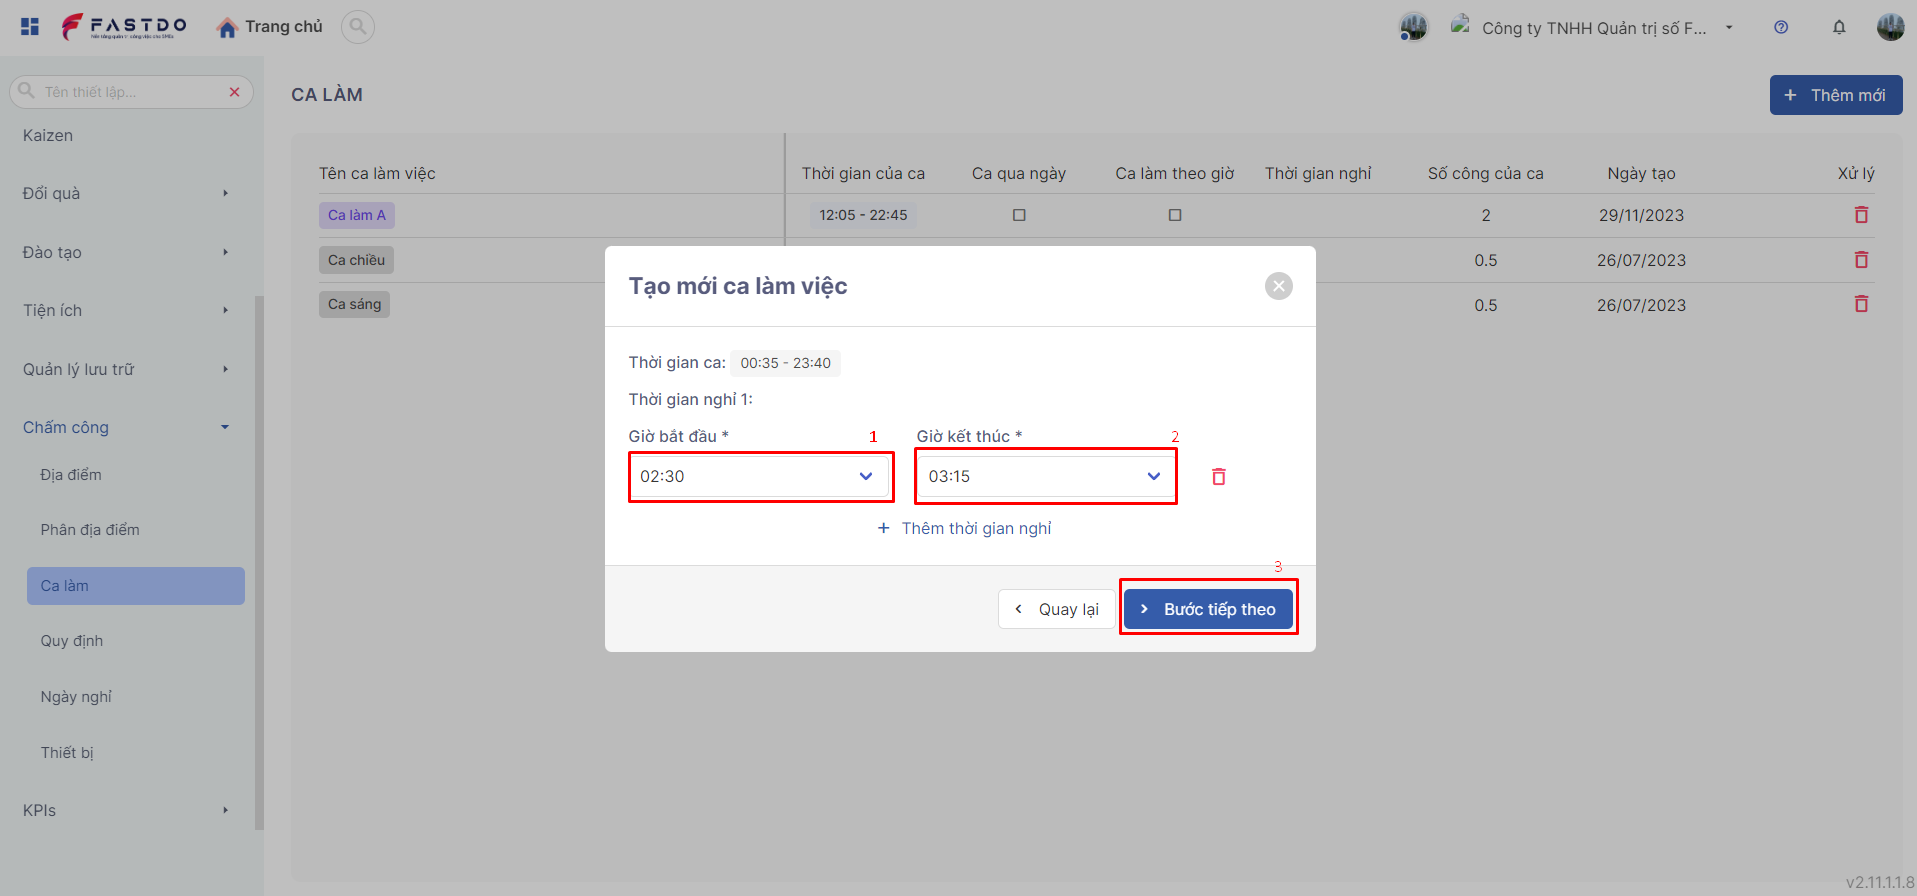 FASTDO
Trang chủ
Công ty TNHH Quản trị số F...
Tên thiết lập...
Kaizen
Đổi quà
Đào tạo
Tiện ích
Quản lý lưu trữ
Chấm công
Địa điểm
Phân địa điểm
Ca làm
Quy định
Ngày nghỉ
Thiết bị
KPIs
CA LÀM
+ Thêm mới
Tên ca làm việc Thời gian của ca Ca qua ngày Ca làm theo giờ Thời gian nghỉ Số công của ca Ngày tạo Xử lý
Ca làm A 12:05 - 22:45 2 29/11/2023
Ca chiều 0.5 26/07/2023
Ca sáng 0.5 26/07/2023
Tạo mới ca làm việc
Thời gian ca: 00:35 - 23:40
Thời gian nghỉ 1:
Giờ bắt đầu * 1 Giờ kết thúc * 2
02:30 03:15
+ Thêm thời gian nghỉ
3
Quay lại Bước tiếp theo
v2.11.1.1.8